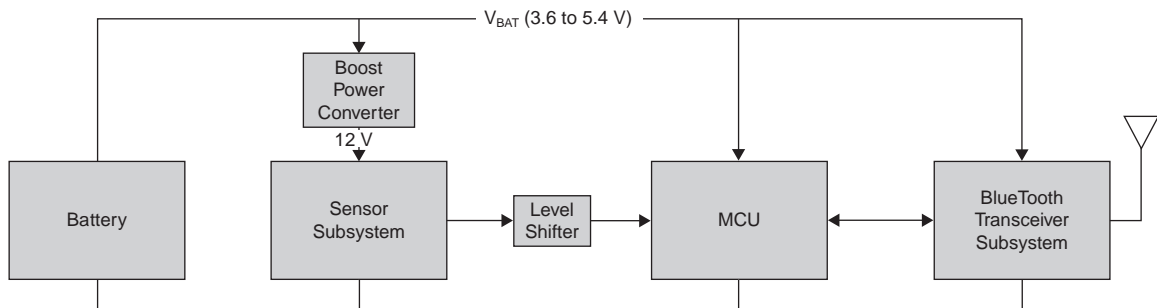 V_BAT (3.6 to 5.4 V)
Boost
Power
Converter
12 V
Battery
Sensor
Subsystem
Level
Shifter
MCU
BlueTooth
Transceiver
Subsystem